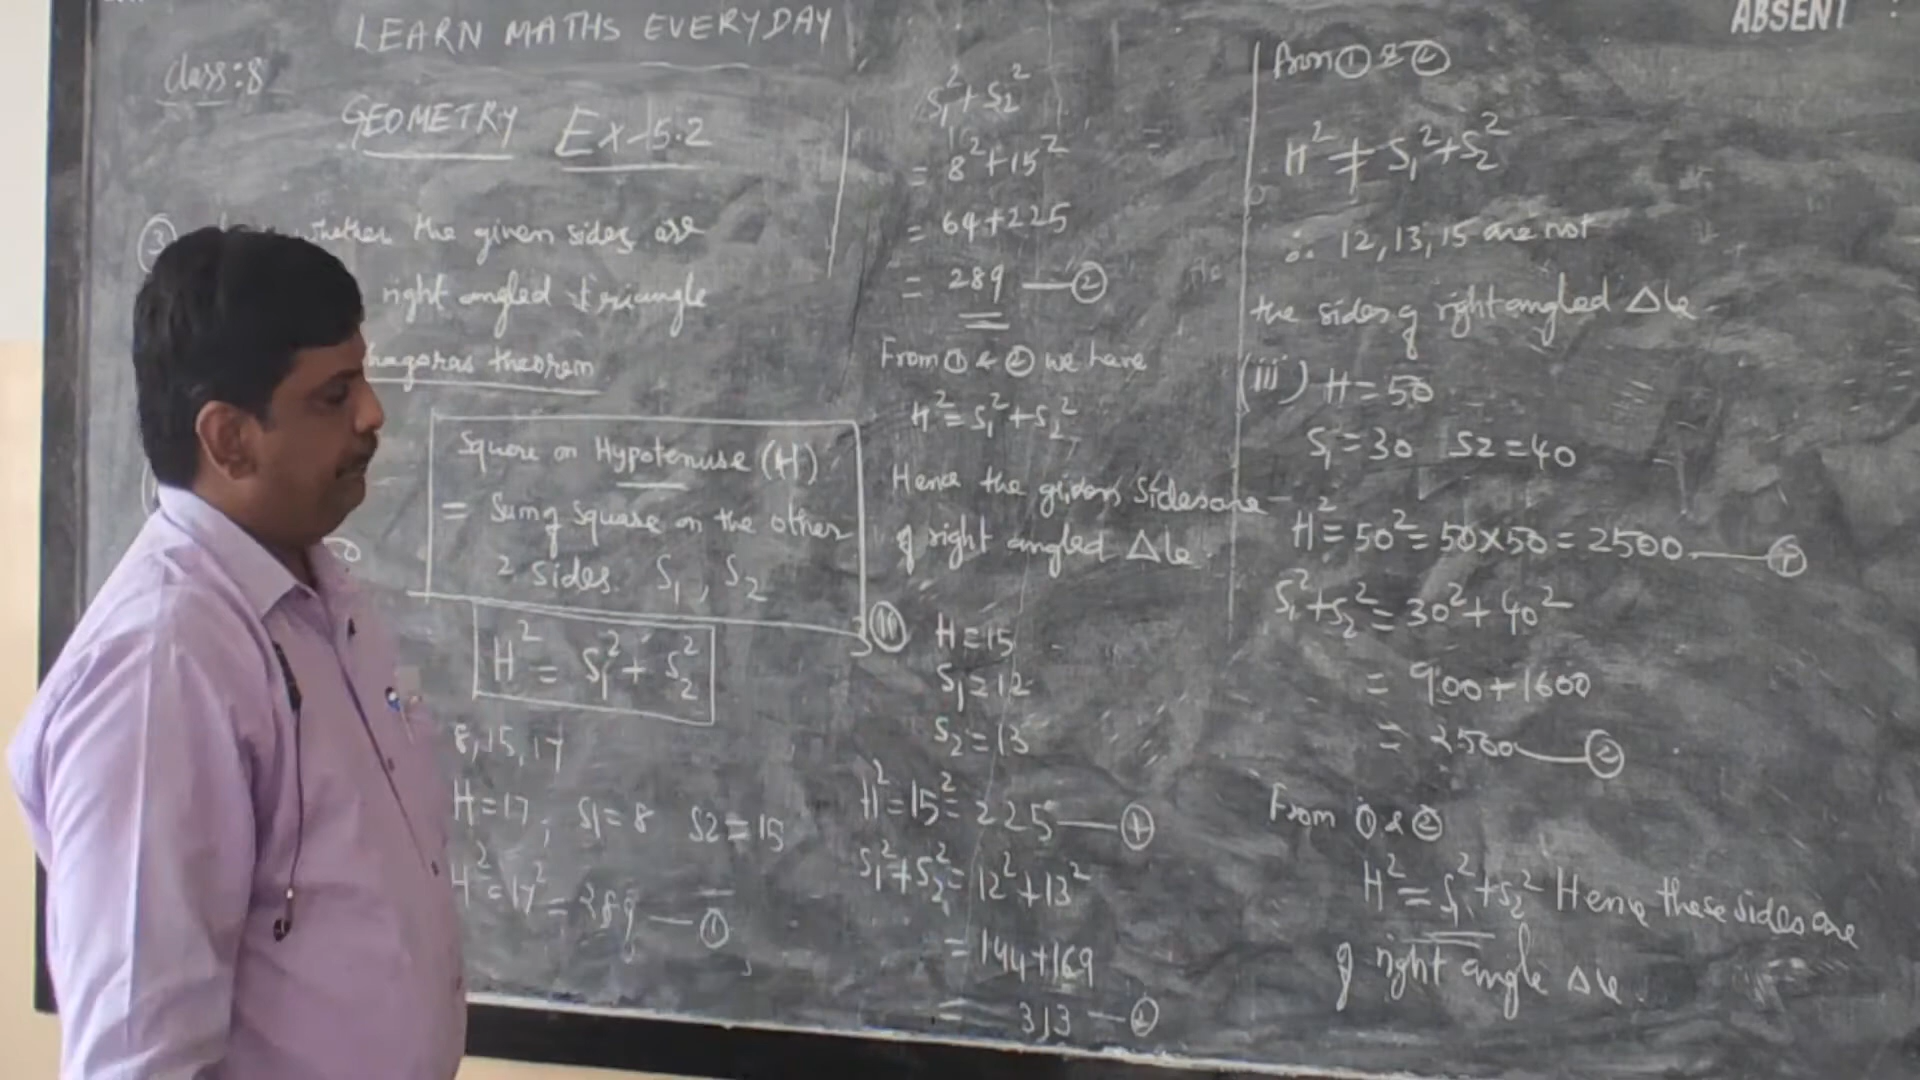 LEARN MATHS EVERYDAY
class:8
GEOMETRY Ex-5.2
③ whether the given sides are
right angled triangle
hagoras theorem
Square on Hypotenuse (H)
= Sum of Square on the other
2 sides. S₁, S₂
H² = S₁² + S₂²
8, 15, 17
H=17, S1=8 S2=15
H² = 17² = 289 — ①
S₁² + S₂²
= 8² + 15²
= 64+225
= 289 — ②
From ① & ② we have
H² = S₁² + S₂²
Hence the given Sides are
of right angled Δle.
(ii) H=15
S₁=12
S₂=13
H²=15²=225 — ①
S₁²+S₂²=12²+13²
=144+169
= 313 — ②
ABSENT :
from ① & ②
H² ≠ S₁²+S₂²
∴ 12, 13, 15 are not
the sides of right angled Δle.
(iii) H=50
S₁=30 S2=40
H²=50²=50×50=2500 — ①
S₁²+S₂²=30²+40²
= 900+1600
= 2500 — ②
From ① & ②
H²=S₁²+S₂² Hence these sides are
of right angle Δle.